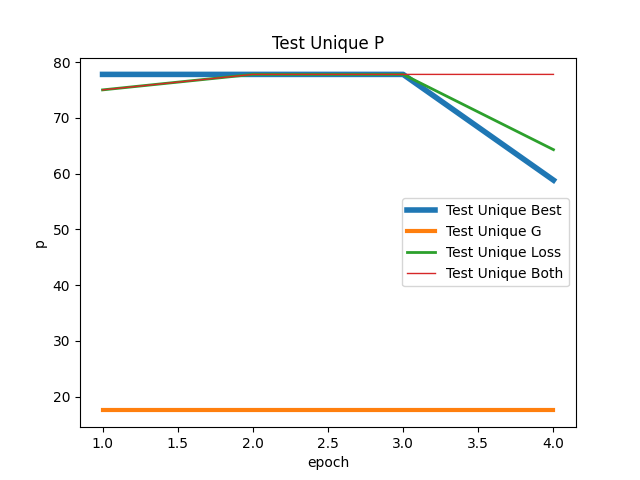 Test Unique P
80
70
60
50
40
30
20
p
Test Unique Best
Test Unique G
Test Unique Loss
Test Unique Both
1.0 1.5 2.0 2.5 3.0 3.5 4.0
epoch